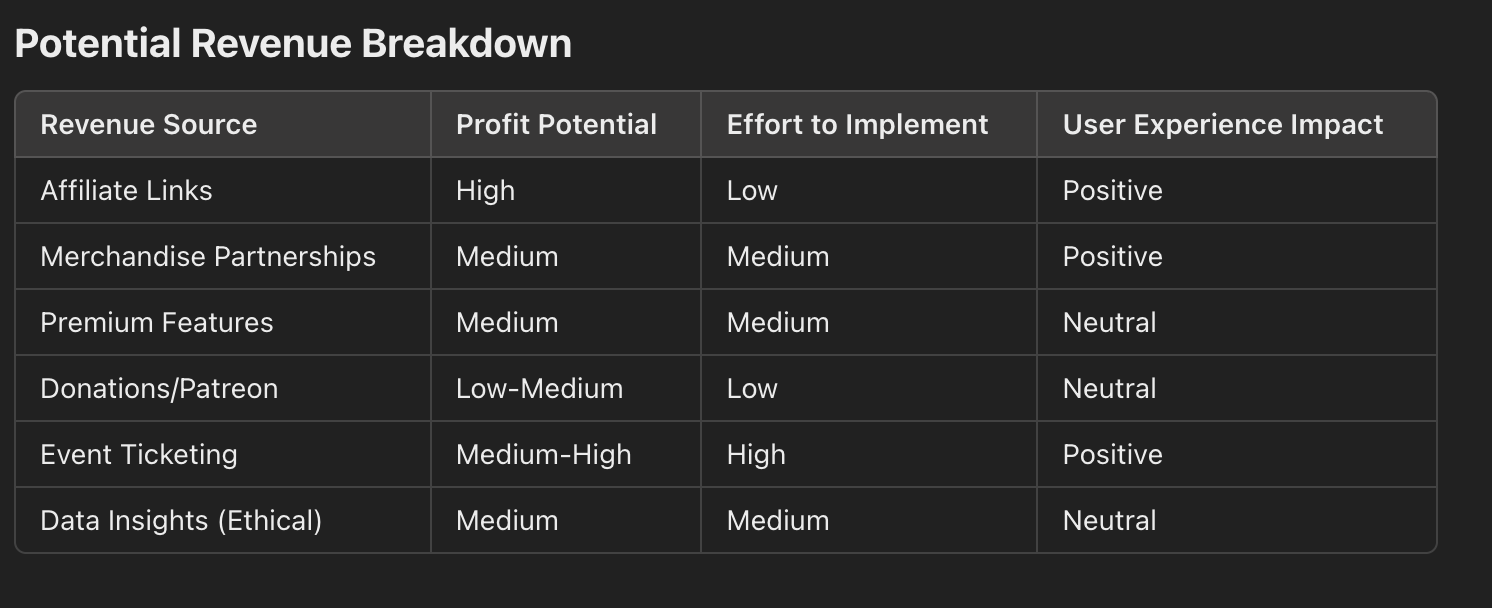 Potential Revenue Breakdown
Revenue Source Profit Potential Effort to Implement User Experience Impact
Affiliate Links High Low Positive
Merchandise Partnerships Medium Medium Positive
Premium Features Medium Medium Neutral
Donations/Patreon Low-Medium Low Neutral
Event Ticketing Medium-High High Positive
Data Insights (Ethical) Medium Medium Neutral